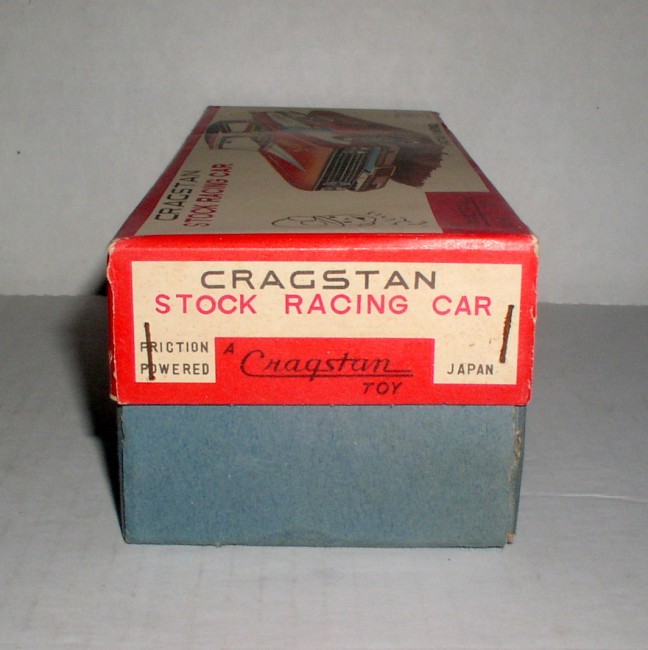 CRAGSTAN
STOCK RACING CAR
CRAGSTAN
STOCK RACING CAR
FRICTION
POWERED
A Cragstan
TOY
JAPAN